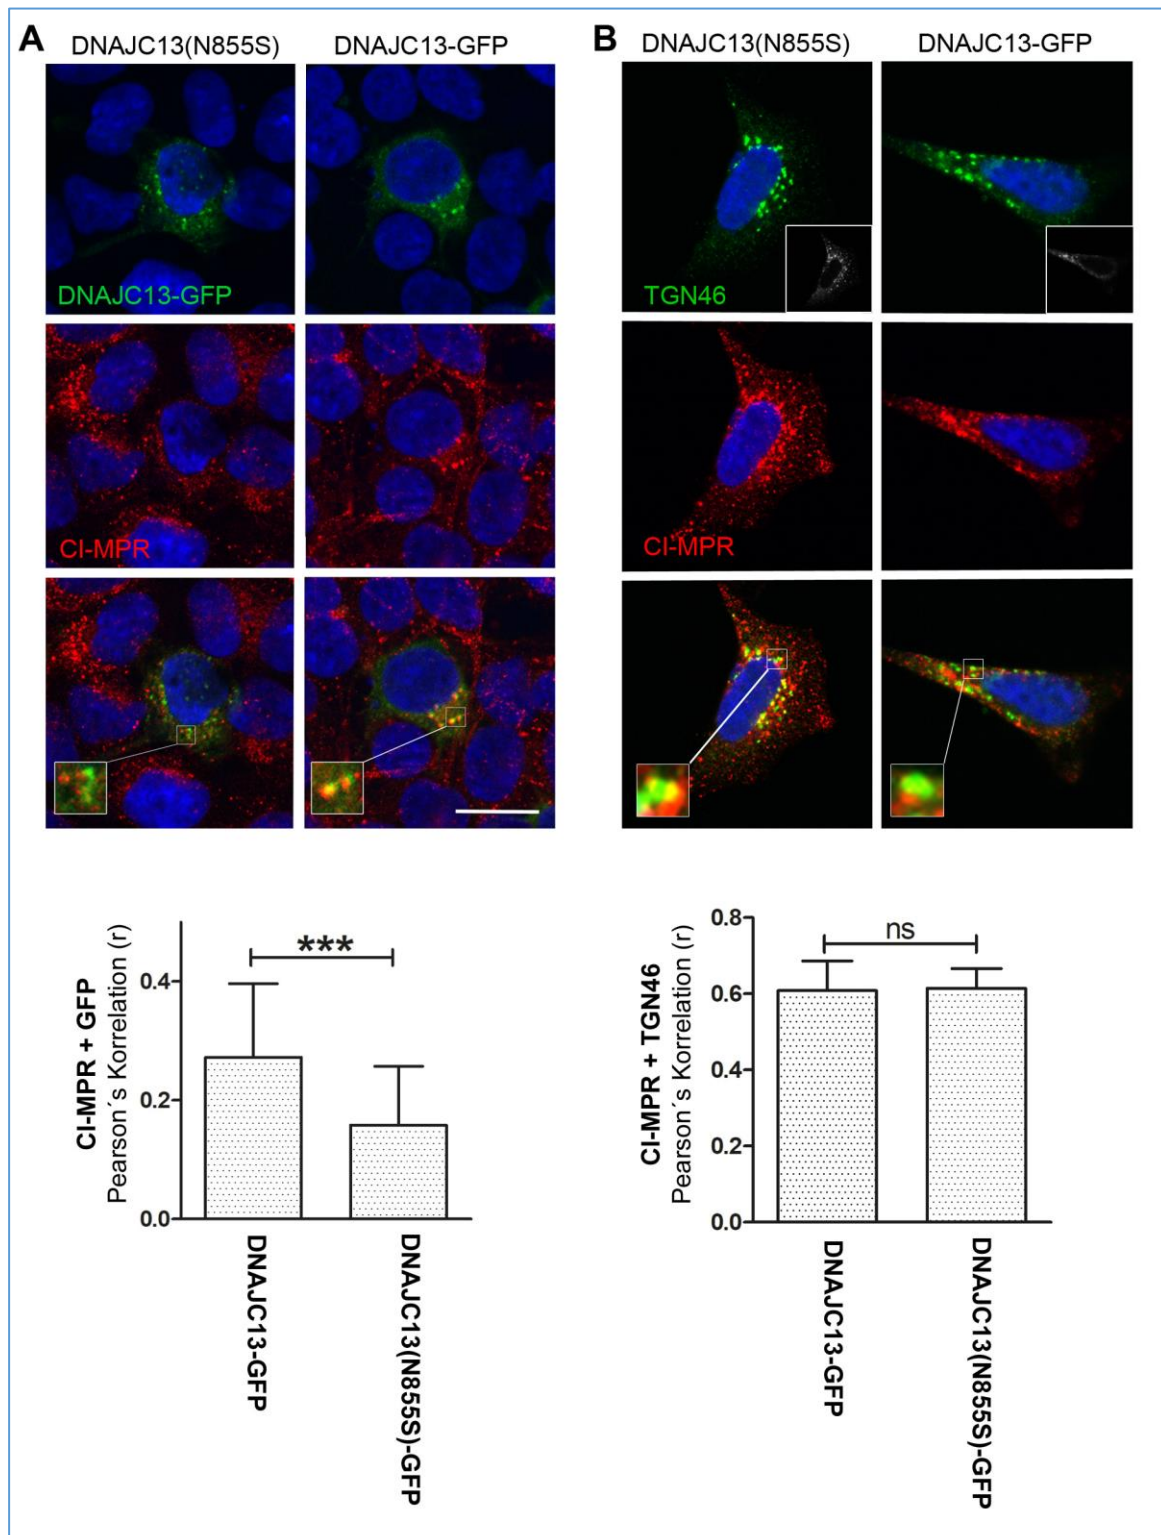 A
DNAJC13(N855S)
DNAJC13-GFP
DNAJC13-GFP
CI-MPR
CI-MPR + GFP
Pearson´s Korrelation (r)
0.4
0.2
0.0
***
DNAJC13-GFP
DNAJC13(N855S)-GFP
B
DNAJC13(N855S)
DNAJC13-GFP
TGN46
CI-MPR
CI-MPR + TGN46
Pearson´s Korrelation (r)
0.8
0.6
0.4
0.2
0.0
ns
DNAJC13-GFP
DNAJC13(N855S)-GFP